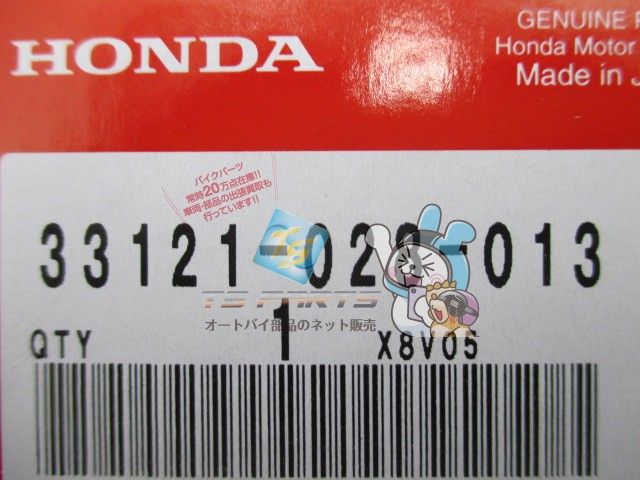 HONDA
GENUINE
Honda Motor
Made in
バイクパーツ
常時20万点在庫!!
車両・部品の出張買取も
行っています!!
33121- -013
TS
TS PARTS
オートバイ部品のネット販売
QTY 1 X8V05